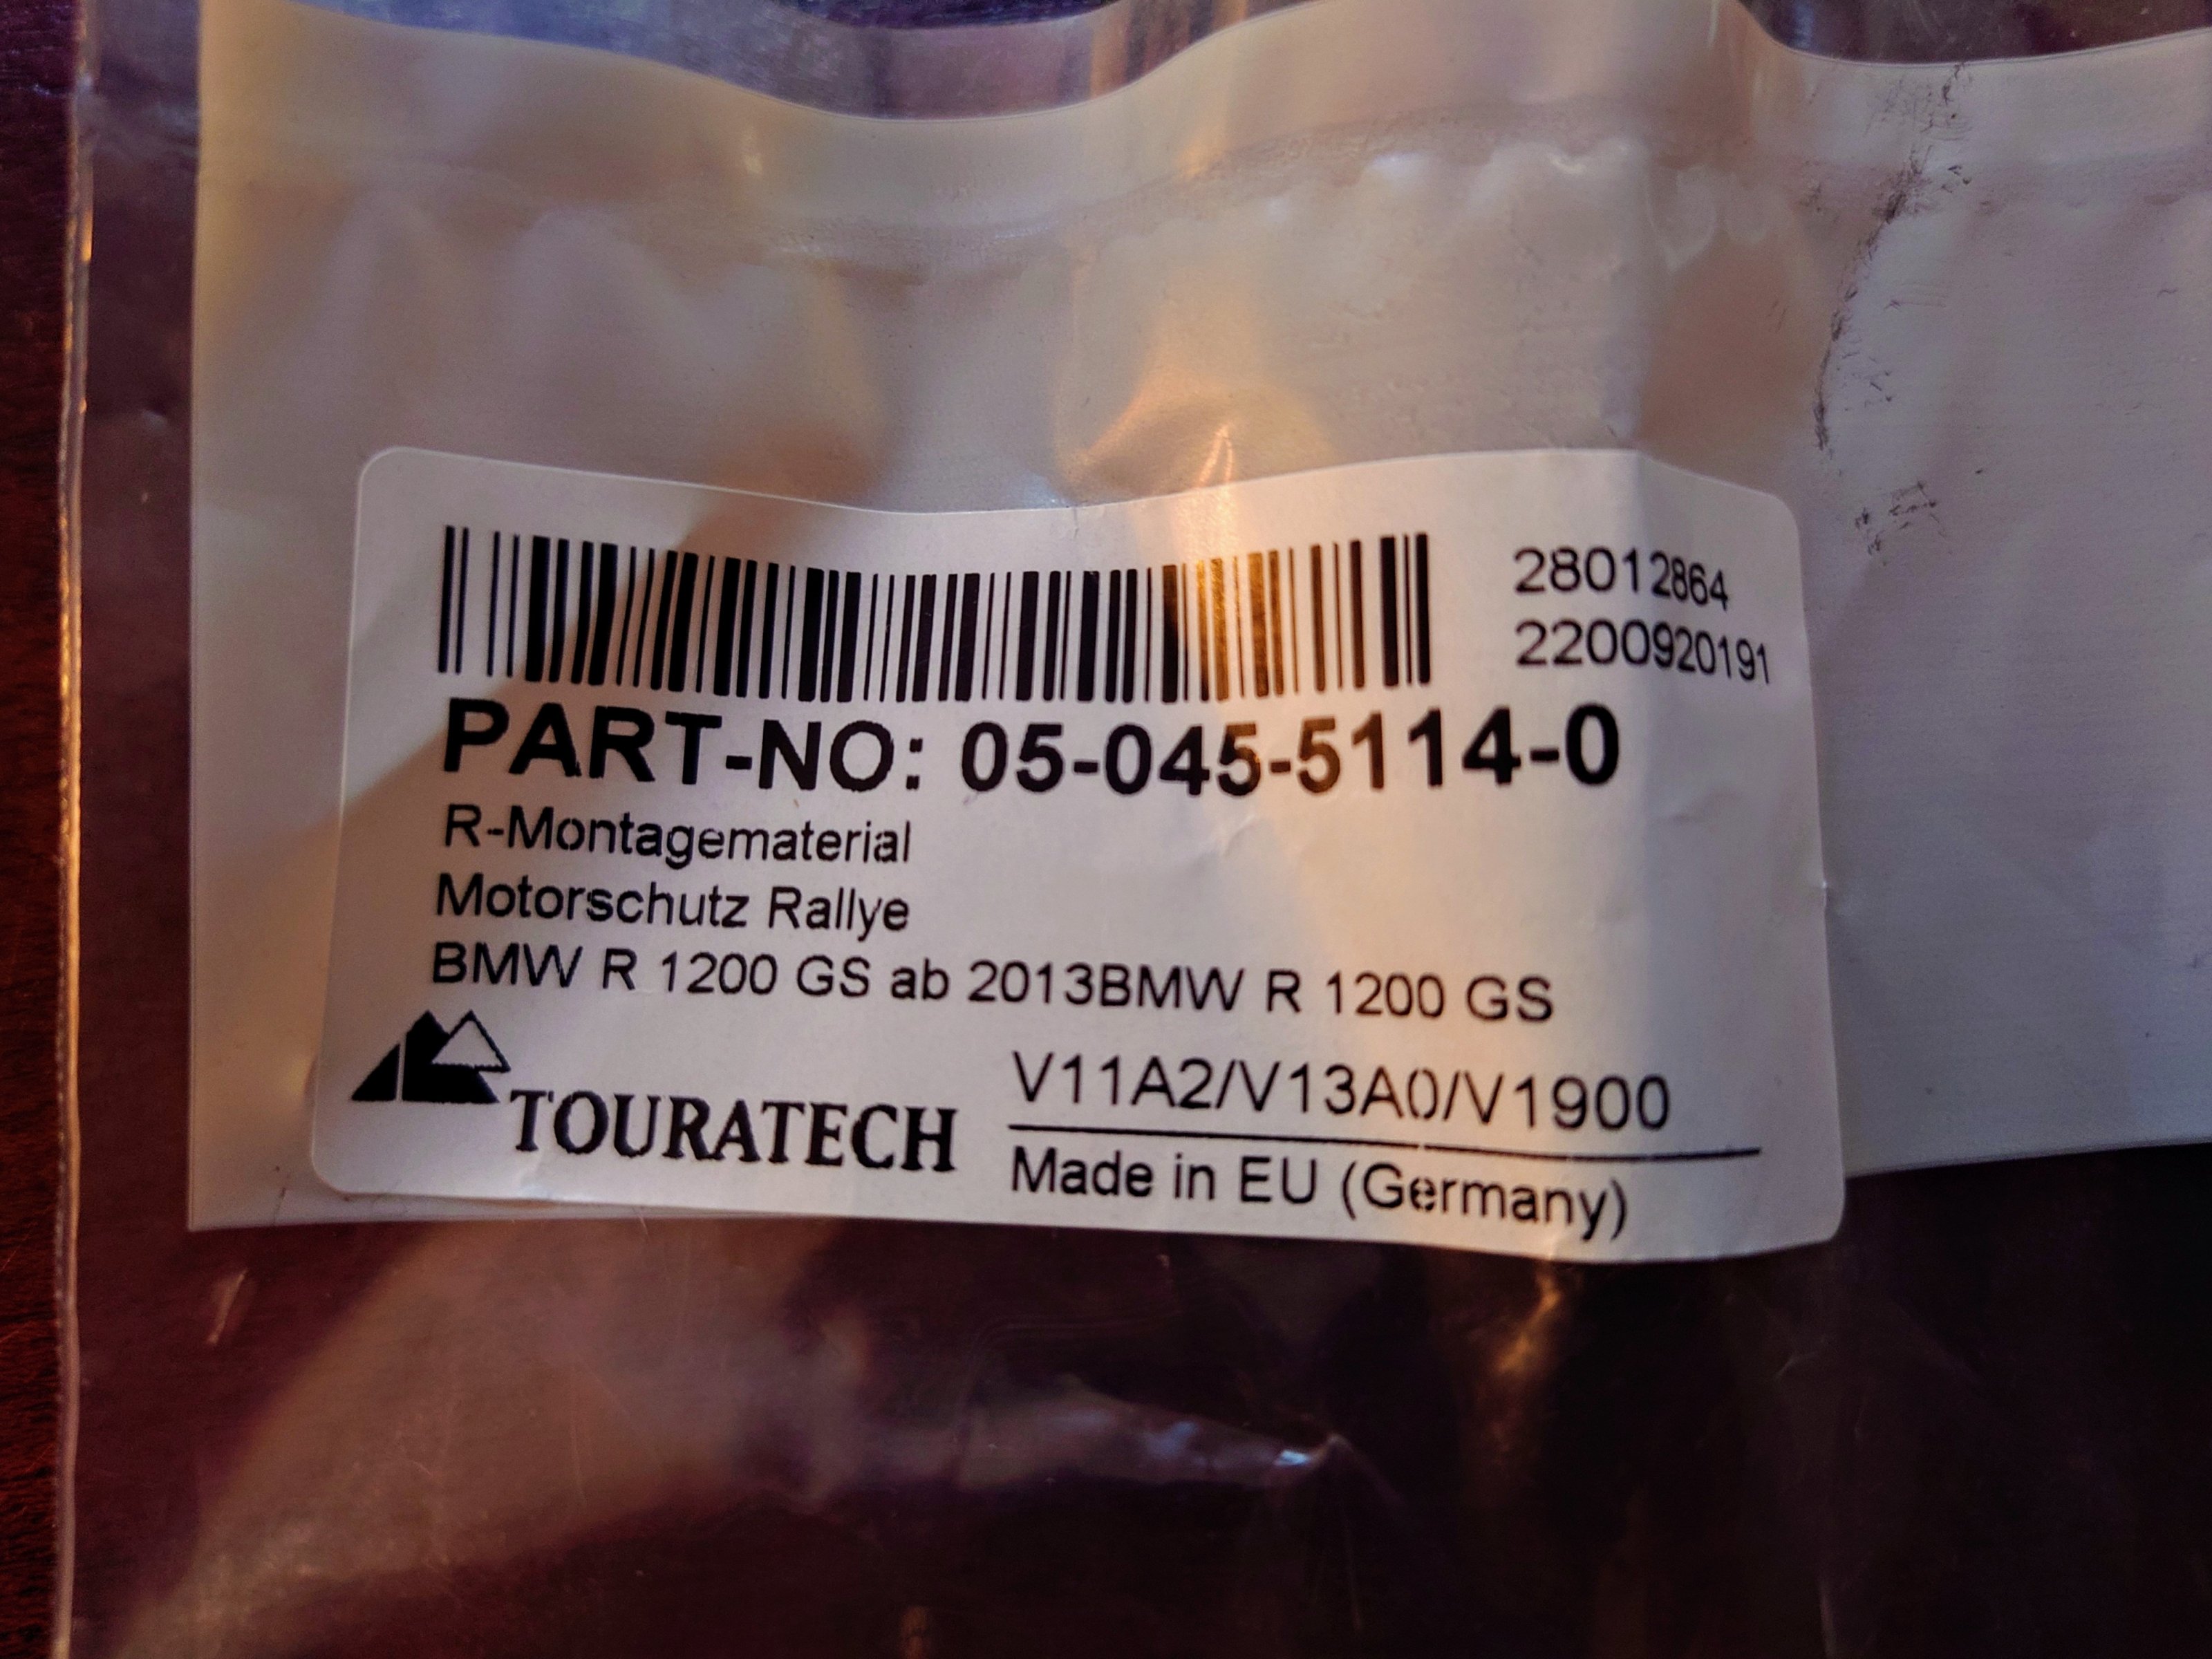 28012864
2200920191
PART-NO: 05-045-5114-0
R-Montagematerial
Motorschutz Rallye
BMW R 1200 GS ab 2013BMW R 1200 GS
TOURATECH
V11A2/V13A0/V1900
Made in EU (Germany)